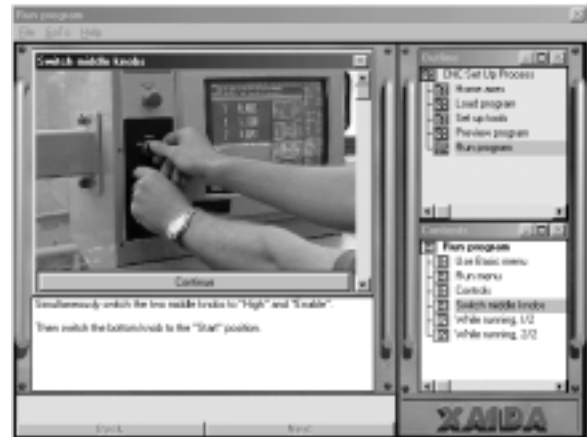 Run program
File GoTo Help
Switch middle knobs
Continue
Simultaneously switch the two middle knobs to "High" and "Enable".
Then switch the bottom knob to the "Start" position.
Back
Next
Outline
CNC Set Up Process
Home axes
Load program
Set up tools
Preview program
Run program
Contents
Run program
Use Basic menu
Run menu
Controls
Switch middle knobs
While running, 1/2
While running, 2/2
XAIDA